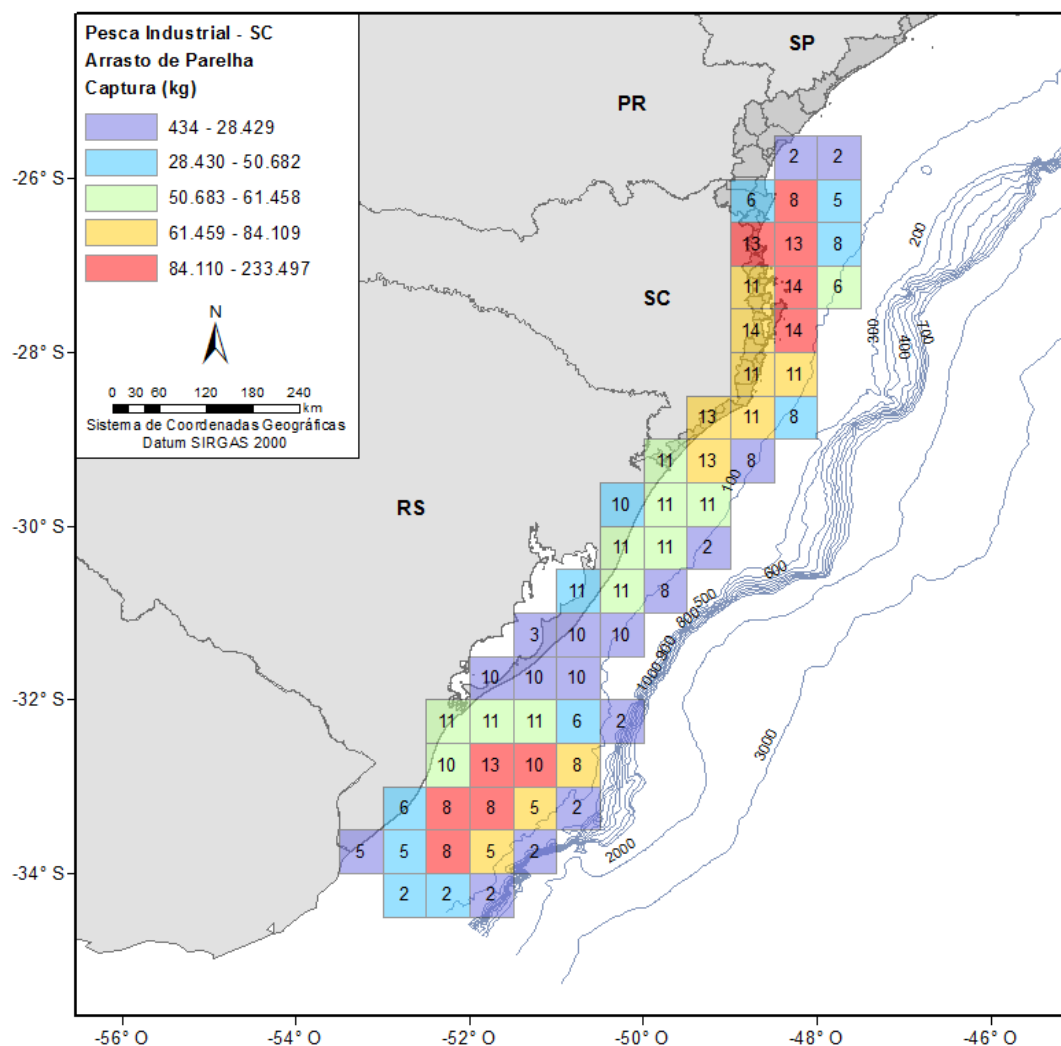 Pesca Industrial - SC
Arrasto de Parelha
Captura (kg)
434 - 28.429
28.430 - 50.682
50.683 - 61.458
61.459 - 84.109
84.110 - 233.497
N
0 30 60 120 180 240
km
Sistema de Coordenadas Geográficas
Datum SIRGAS 2000
SP
PR
SC
RS
-26° S
-28° S
-30° S
-32° S
-34° S
2 2
6 8 5
13 13 8
11 14 6
14 14
11 11
13 11 8
11 13 8
10 11 11
11 11 2
11 11 8
3 10 10
10 10 10
11 11 11 6 2
10 13 10 8
6 8 8 5 2
5 5 8 5 2
2 2 2
200
300
400
700
100
600
500
800
900
1000
3000
2000
-56° O -54° O -52° O -50° O -48° O -46° O